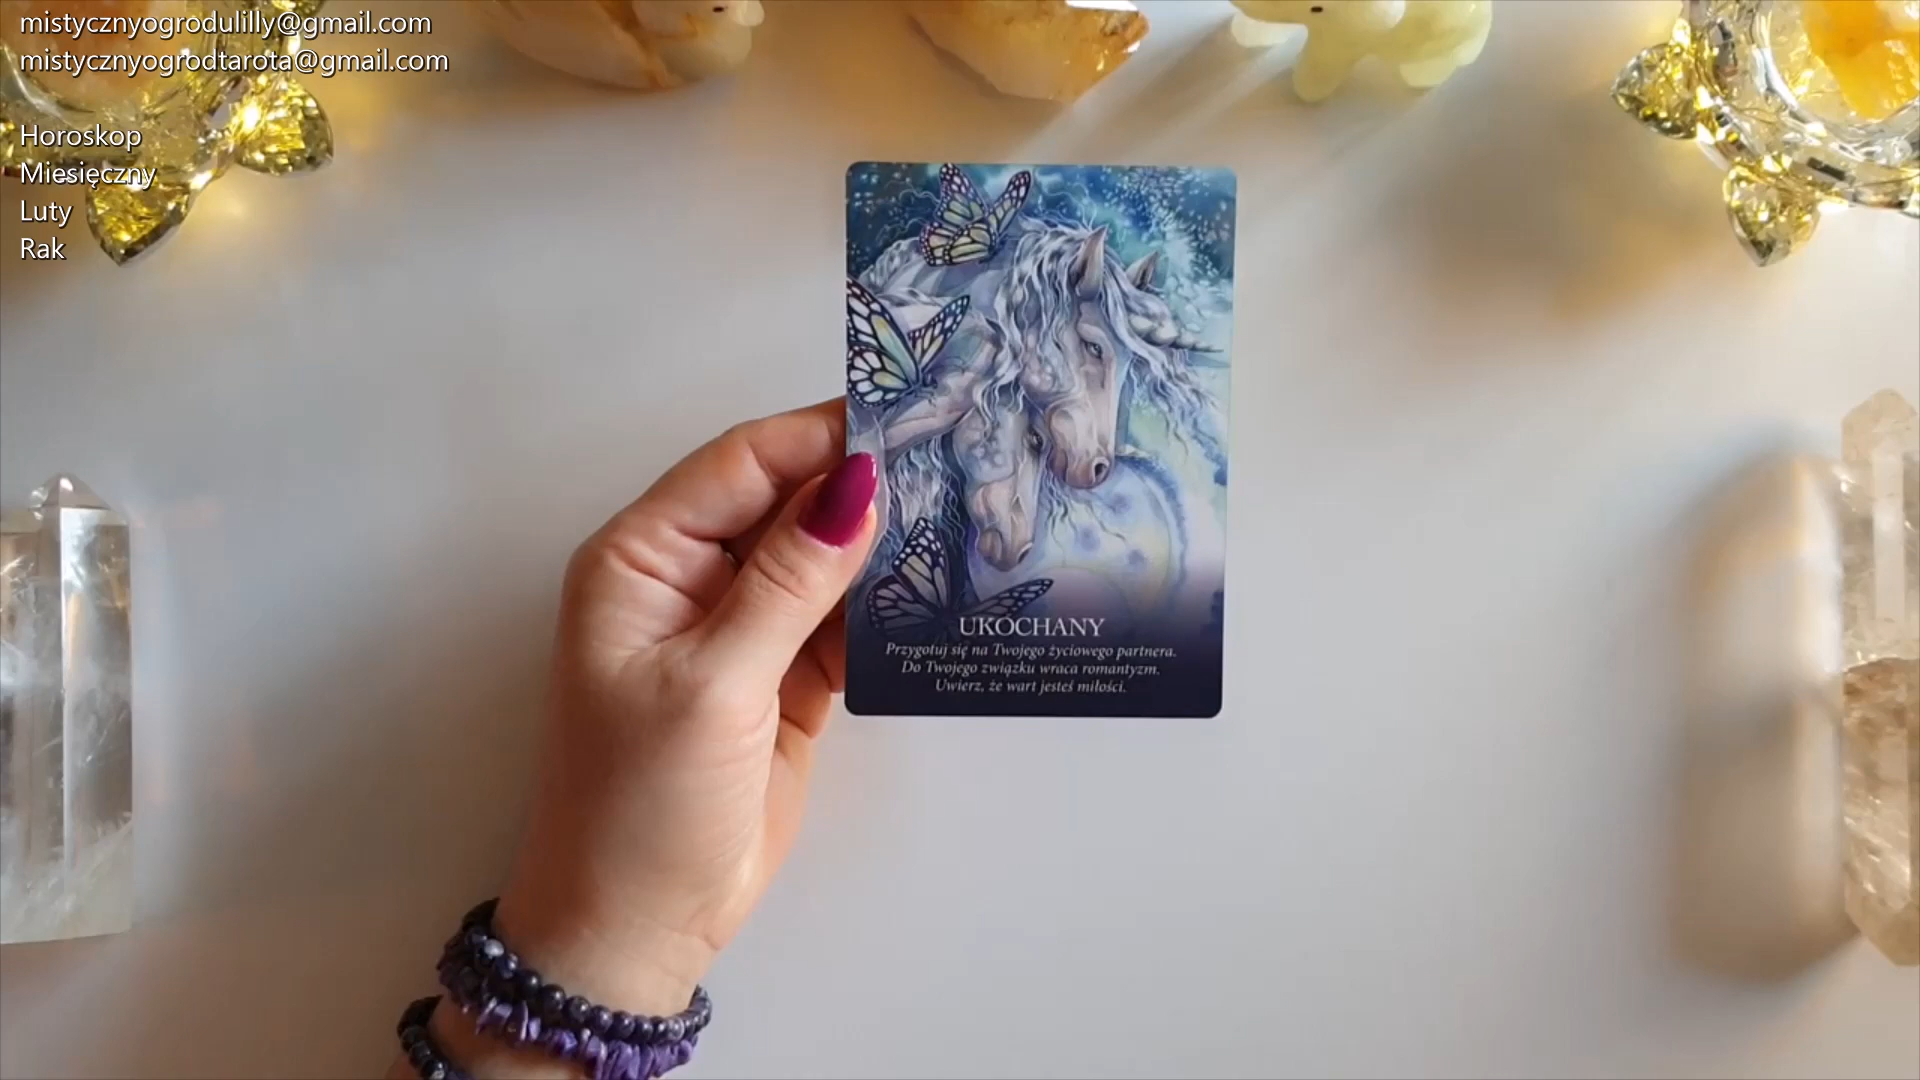 mistycznyogrodulilly@gmail.com
mistycznyogrodtarota@gmail.com
Horoskop
Miesięczny
Luty
Rak
UKOCHANY
Przygotuj się na Twojego życiowego partnera.
Do Twojego związku wraca romantyzm.
Uwierz, że wart jesteś miłości.